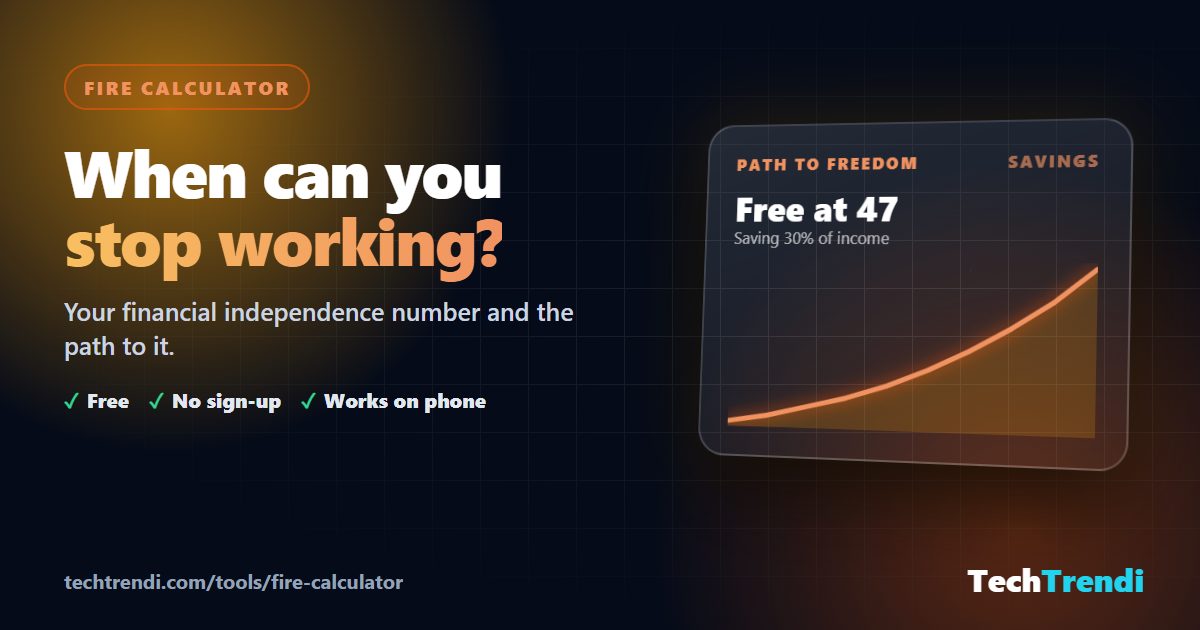 FIRE CALCULATOR
When can you
stop working?
Your financial independence number and the
path to it.
✓ Free ✓ No sign-up ✓ Works on phone
PATH TO FREEDOM SAVINGS
Free at 47
Saving 30% of income
techtrendi.com/tools/fire-calculator
TechTrendi